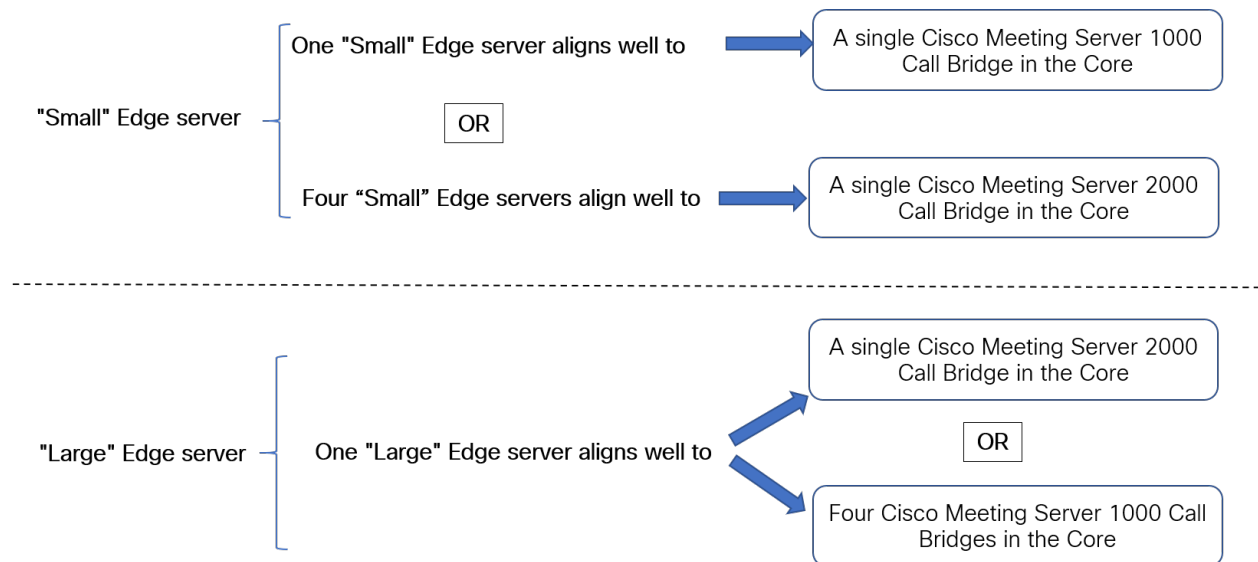 One "Small" Edge server aligns well to
A single Cisco Meeting Server 1000
Call Bridge in the Core
"Small" Edge server
OR
Four “Small” Edge servers align well to
A single Cisco Meeting Server 2000
Call Bridge in the Core
"Large" Edge server
One "Large" Edge server aligns well to
A single Cisco Meeting Server 2000
Call Bridge in the Core
OR
Four Cisco Meeting Server 1000 Call
Bridges in the Core